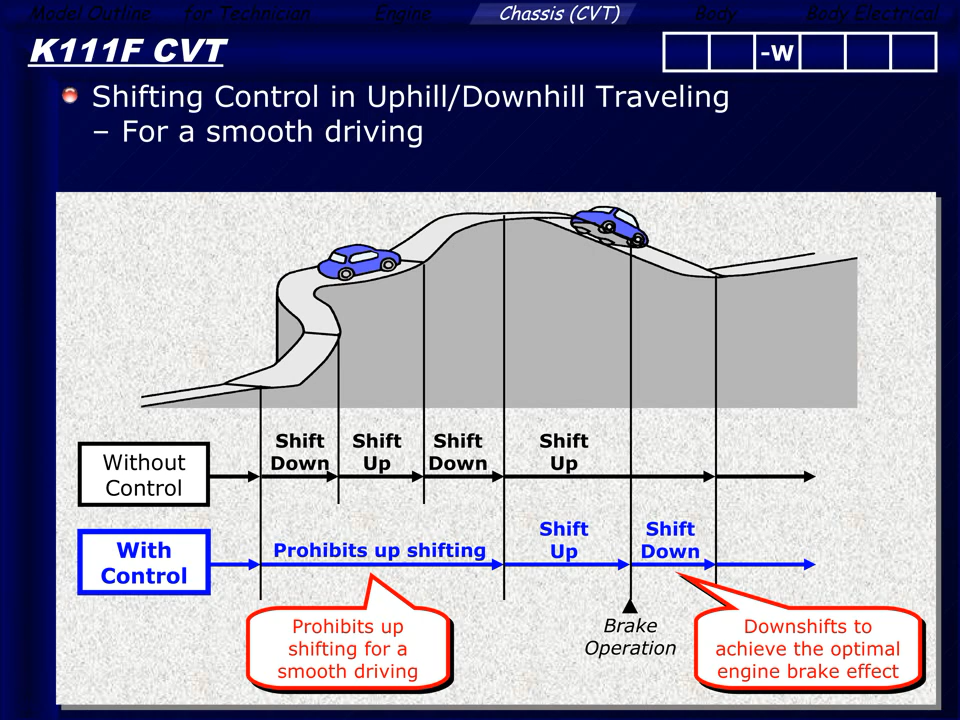 Model Outline for Technician Engine Chassis (CVT) Body Body Electrical
K111F CVT
-W
Shifting Control in Uphill/Downhill Traveling
– For a smooth driving
Shift Down
Shift Up
Shift Down
Shift Up
Without
Control
Shift Up
Shift Down
With
Control
Prohibits up shifting
Prohibits up
shifting for a
smooth driving
Brake
Operation
Downshifts to
achieve the optimal
engine brake effect